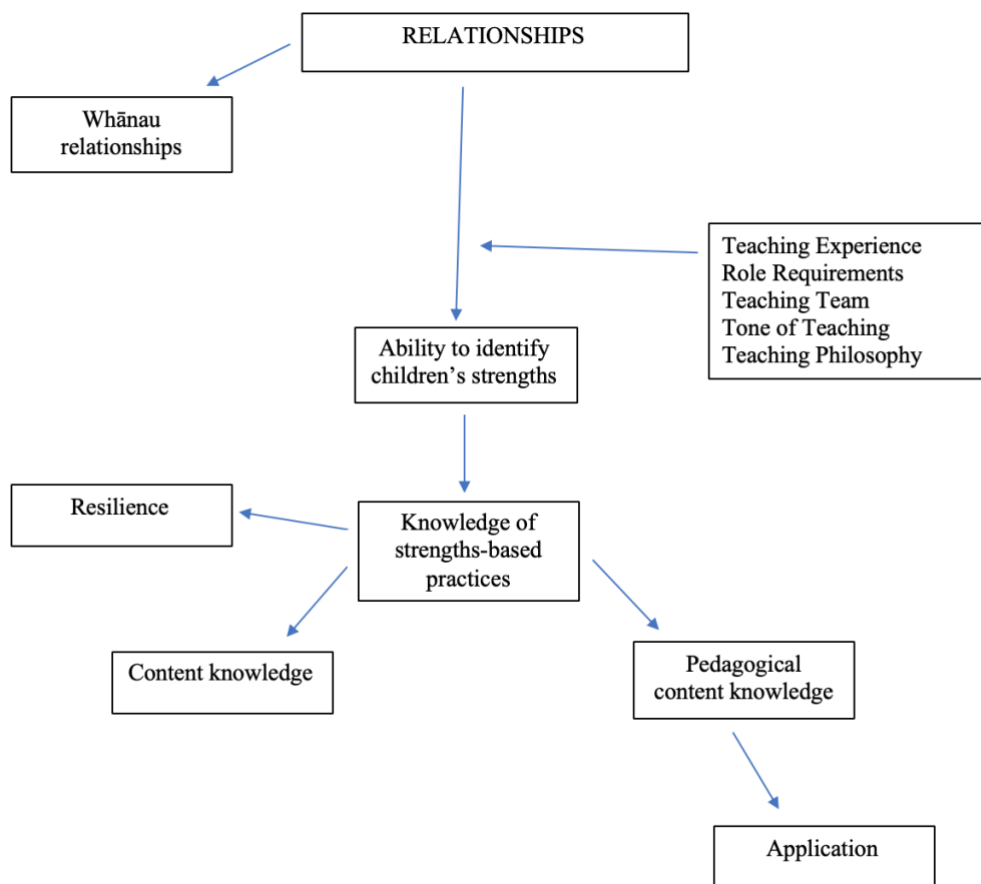 RELATIONSHIPS
Whānau
relationships
Teaching Experience
Role Requirements
Teaching Team
Tone of Teaching
Teaching Philosophy
Ability to identify
children’s strengths
Resilience
Knowledge of
strengths-based
practices
Content knowledge
Pedagogical
content knowledge
Application